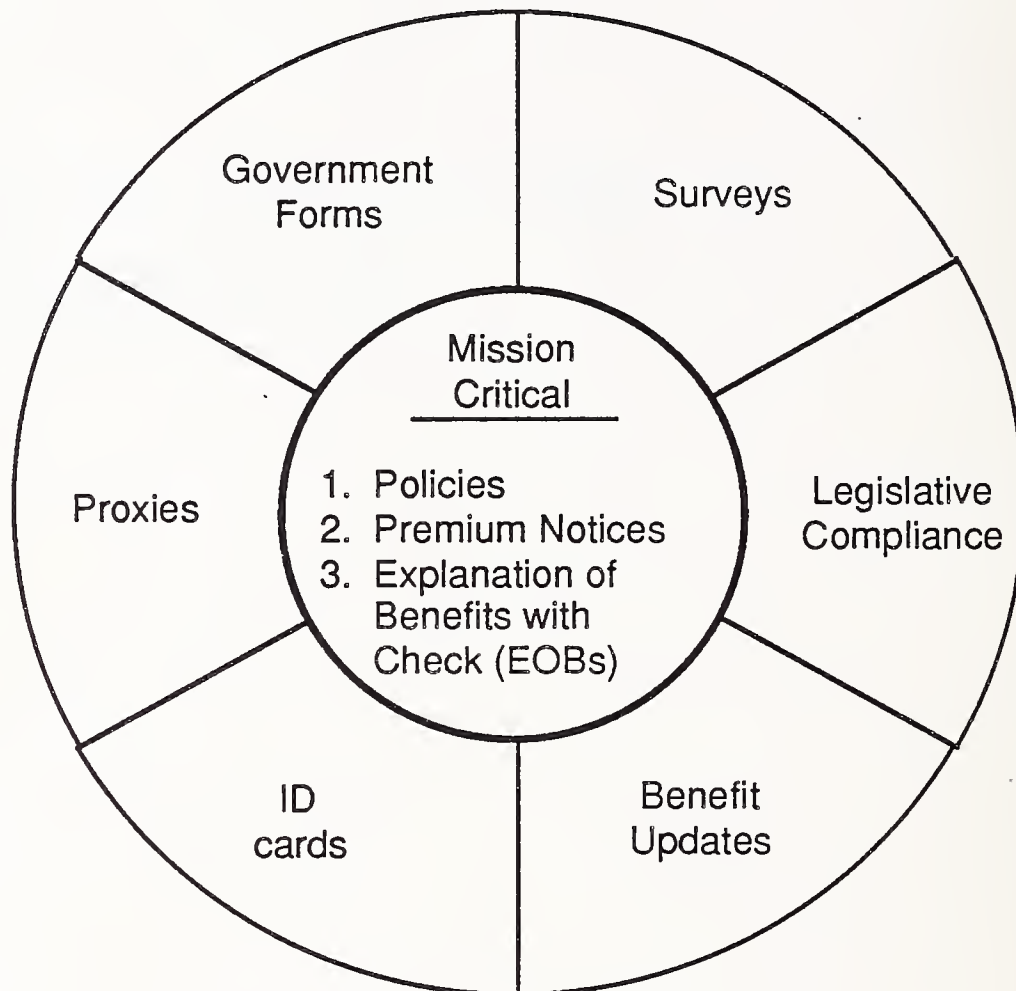 Government
Forms
Surveys
Mission
Critical
1. Policies
2. Premium Notices
3. Explanation of
Benefits with
Check (EOBs)
Proxies
Legislative
Compliance
ID
cards
Benefit
Updates